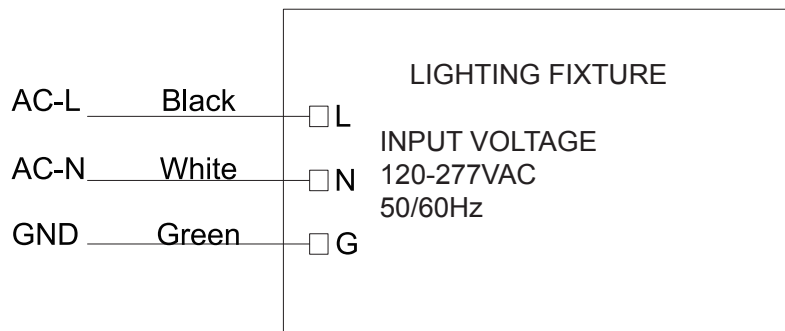 LIGHTING FIXTURE
AC-L Black L
INPUT VOLTAGE
120-277VAC
50/60Hz
AC-N White N
GND Green G